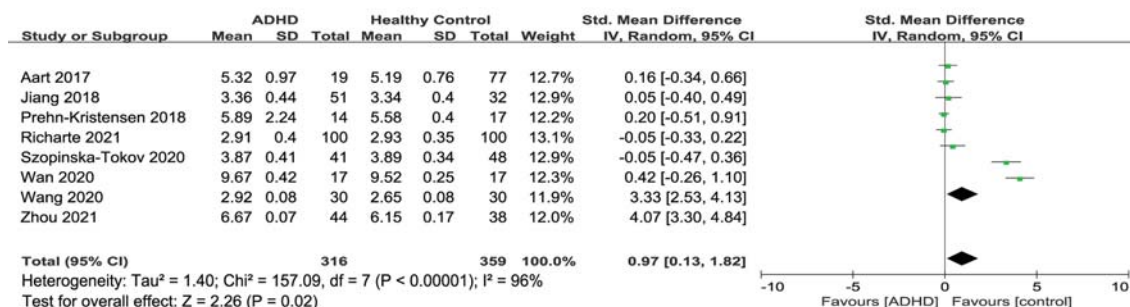 ADHD Healthy Control Std. Mean Difference Std. Mean Difference
Study or Subgroup Mean SD Total Mean SD Total Weight IV, Random, 95% CI IV, Random, 95% CI
Aart 2017 5.32 0.97 19 5.19 0.76 77 12.7% 0.16 [-0.34, 0.66]
Jiang 2018 3.36 0.44 51 3.34 0.4 32 12.9% 0.05 [-0.40, 0.49]
Prehn-Kristensen 2018 5.89 2.24 14 5.58 0.4 17 12.2% 0.20 [-0.51, 0.91]
Richarte 2021 2.91 0.4 100 2.93 0.35 100 13.1% -0.05 [-0.33, 0.22]
Szopinska-Tokov 2020 3.87 0.41 41 3.89 0.34 48 12.9% -0.05 [-0.47, 0.36]
Wan 2020 9.67 0.42 17 9.52 0.25 17 12.3% 0.42 [-0.26, 1.10]
Wang 2020 2.92 0.08 30 2.65 0.08 30 11.9% 3.33 [2.53, 4.13]
Zhou 2021 6.67 0.07 44 6.15 0.17 38 12.0% 4.07 [3.30, 4.84]
Total (95% CI) 316 359 100.0% 0.97 [0.13, 1.82]
Heterogeneity: Tau² = 1.40; Chi² = 157.09, df = 7 (P < 0.00001); I² = 96%
Test for overall effect: Z = 2.26 (P = 0.02)
-10 -5 0 5 10
Favours [ADHD] Favours [control]